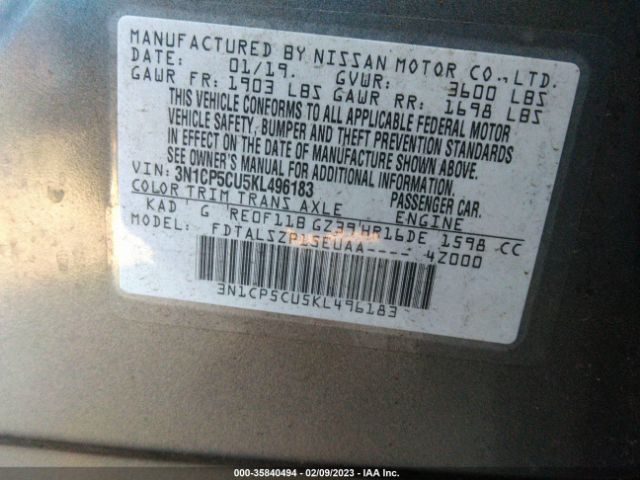 MANUFACTURED BY NISSAN MOTOR CO., LTD.
DATE: 01/19. GVWR: 3600 LBS
GAWR FR: 1903 LBS GAWR RR: 1698 LBS
THIS VEHICLE CONFORMS TO ALL APPLICABLE FEDERAL MOTOR
VEHICLE SAFETY, BUMPER AND THEFT PREVENTION STANDARDS
IN EFFECT ON THE DATE OF MANUFACTURE SHOWN ABOVE.
SEE OWNER'S MANUAL FOR ADDITIONAL INFORMATION.
VIN: 3N1CP5CU5KL496183 PASSENGER CAR.
COLOR TRIM TRANS AXLE ENGINE
KAD G RE0F11B GZ39 HR16DE 1598 CC
MODEL: FDTALSZ EUAA---- 4Z000
3N1CP5CU5KL496183
000-35840494 - 02/09/2023 - IAA Inc.